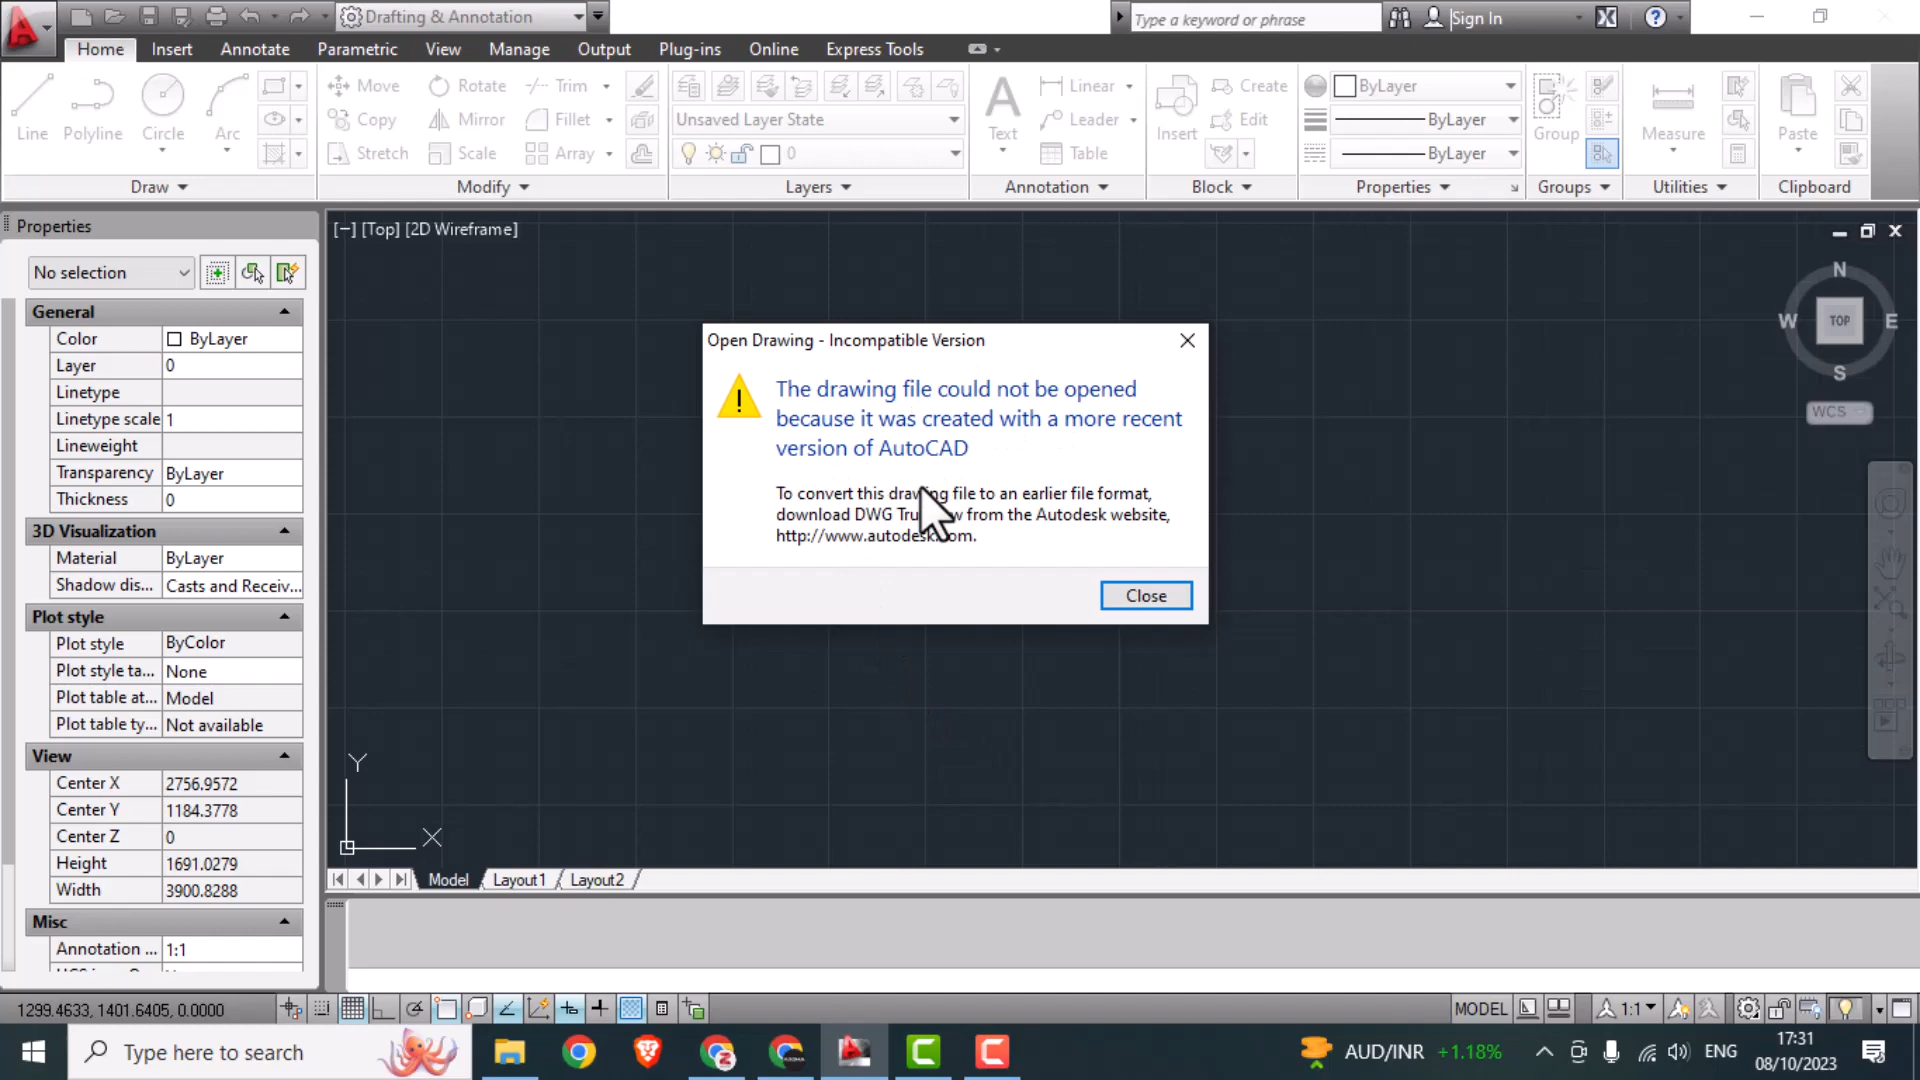 Drafting & Annotation
Type a keyword or phrase
Sign In
Home Insert Annotate Parametric View Manage Output Plug-ins Online Express Tools
Line Polyline Circle Arc
Move Rotate Trim
Copy Mirror Fillet
Stretch Scale Array
Unsaved Layer State
0
Text
Linear
Leader
Table
Insert
Create
Edit
ByLayer
ByLayer
ByLayer
Group
Measure
Paste
Draw Modify Layers Annotation Block Properties Groups Utilities Clipboard
Properties
No selection
General
Color ByLayer
Layer 0
Linetype
Linetype scale 1
Lineweight
Transparency ByLayer
Thickness 0
3D Visualization
Material ByLayer
Shadow dis... Casts and Receiv...
Plot style
Plot style ByColor
Plot style ta... None
Plot table at... Model
Plot table ty... Not available
View
Center X 2756.9572
Center Y 1184.3778
Center Z 0
Height 1691.0279
Width 3900.8288
Misc
Annotation ... 1:1
[−] [Top] [2D Wireframe]
N
W TOP E
S
WCS
Open Drawing - Incompatible Version
The drawing file could not be opened
because it was created with a more recent
version of AutoCAD
To convert this drawing file to an earlier file format,
download DWG from the Autodesk website,
http://www.autodesk.com.
Close
Y
X
Model Layout1 Layout2
1299.4633, 1401.6405, 0.0000
MODEL
1:1
Type here to search
AUD/INR +1.18%
ENG
17:31
08/10/2023